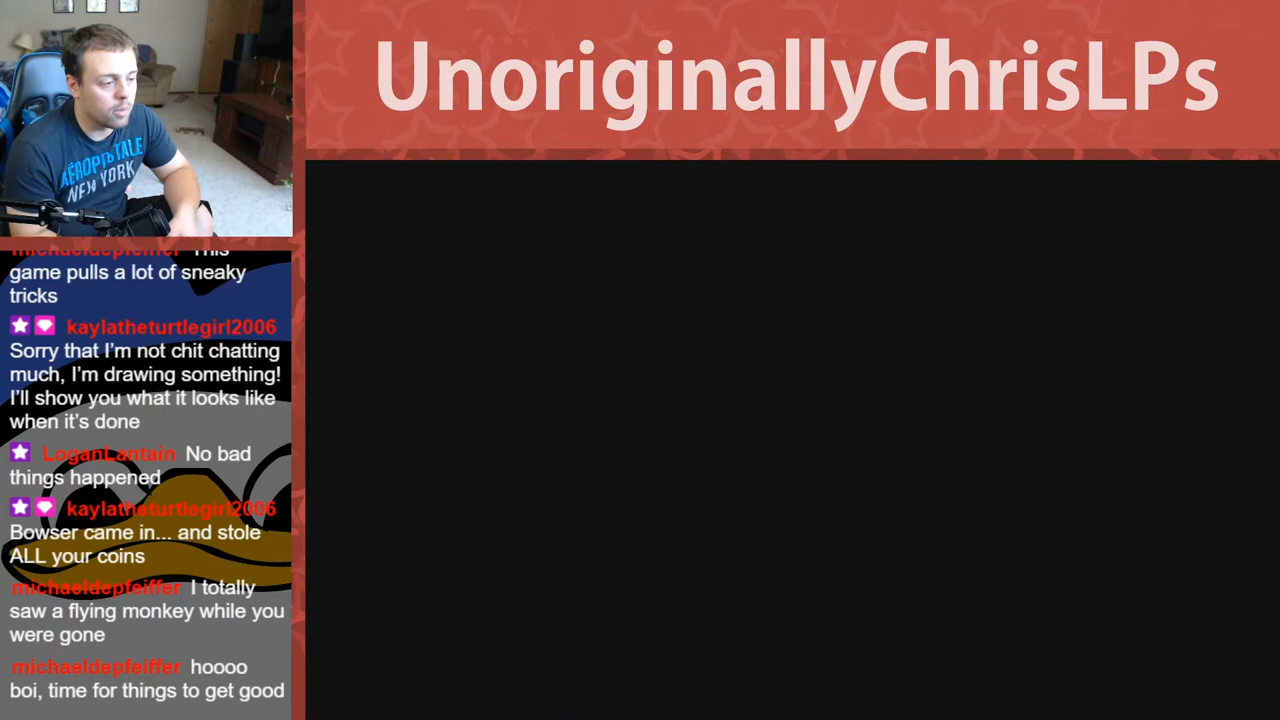 UnoriginallyChrisLPs
AÉROPOSTALE
NEW YORK
michaeldepfeiffer This
game pulls a lot of sneaky
tricks
kaylatheturtlegirl2006
Sorry that I'm not chit chatting
much, I'm drawing something!
I'll show you what it looks like
when it's done
LoganLantain No bad
things happened
kaylatheturtlegirl2006
Bowser came in... and stole
ALL your coins
michaeldepfeiffer I totally
saw a flying monkey while you
were gone
michaeldepfeiffer hoooo
boi, time for things to get good